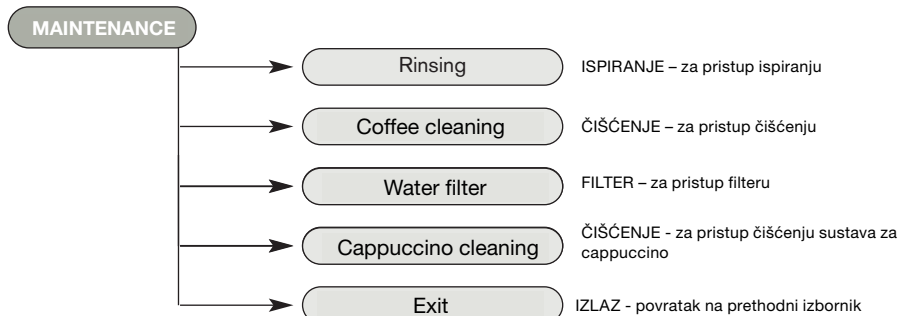 MAINTENANCE
Rinsing
ISPIRANJE – za pristup ispiranju
Coffee cleaning
ČIŠĆENJE – za pristup čišćenju
Water filter
FILTER – za pristup filteru
Cappuccino cleaning
ČIŠĆENJE - za pristup čišćenju sustava za
cappuccino
Exit
IZLAZ - povratak na prethodni izbornik